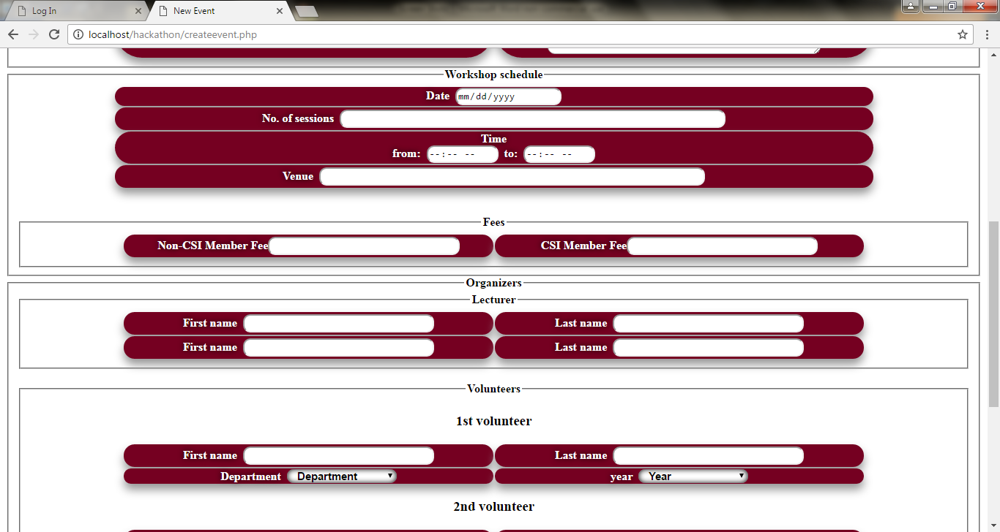 Log In
New Event
localhost/hackathon/createevent.php
Workshop schedule
Date mm/dd/yyyy
No. of sessions
Time
from: --:-- -- to: --:-- --
Venue
Fees
Non-CSI Member Fee CSI Member Fee
Organizers
Lecturer
First name Last name
First name Last name
Volunteers
1st volunteer
First name Last name
Department Department year Year
2nd volunteer